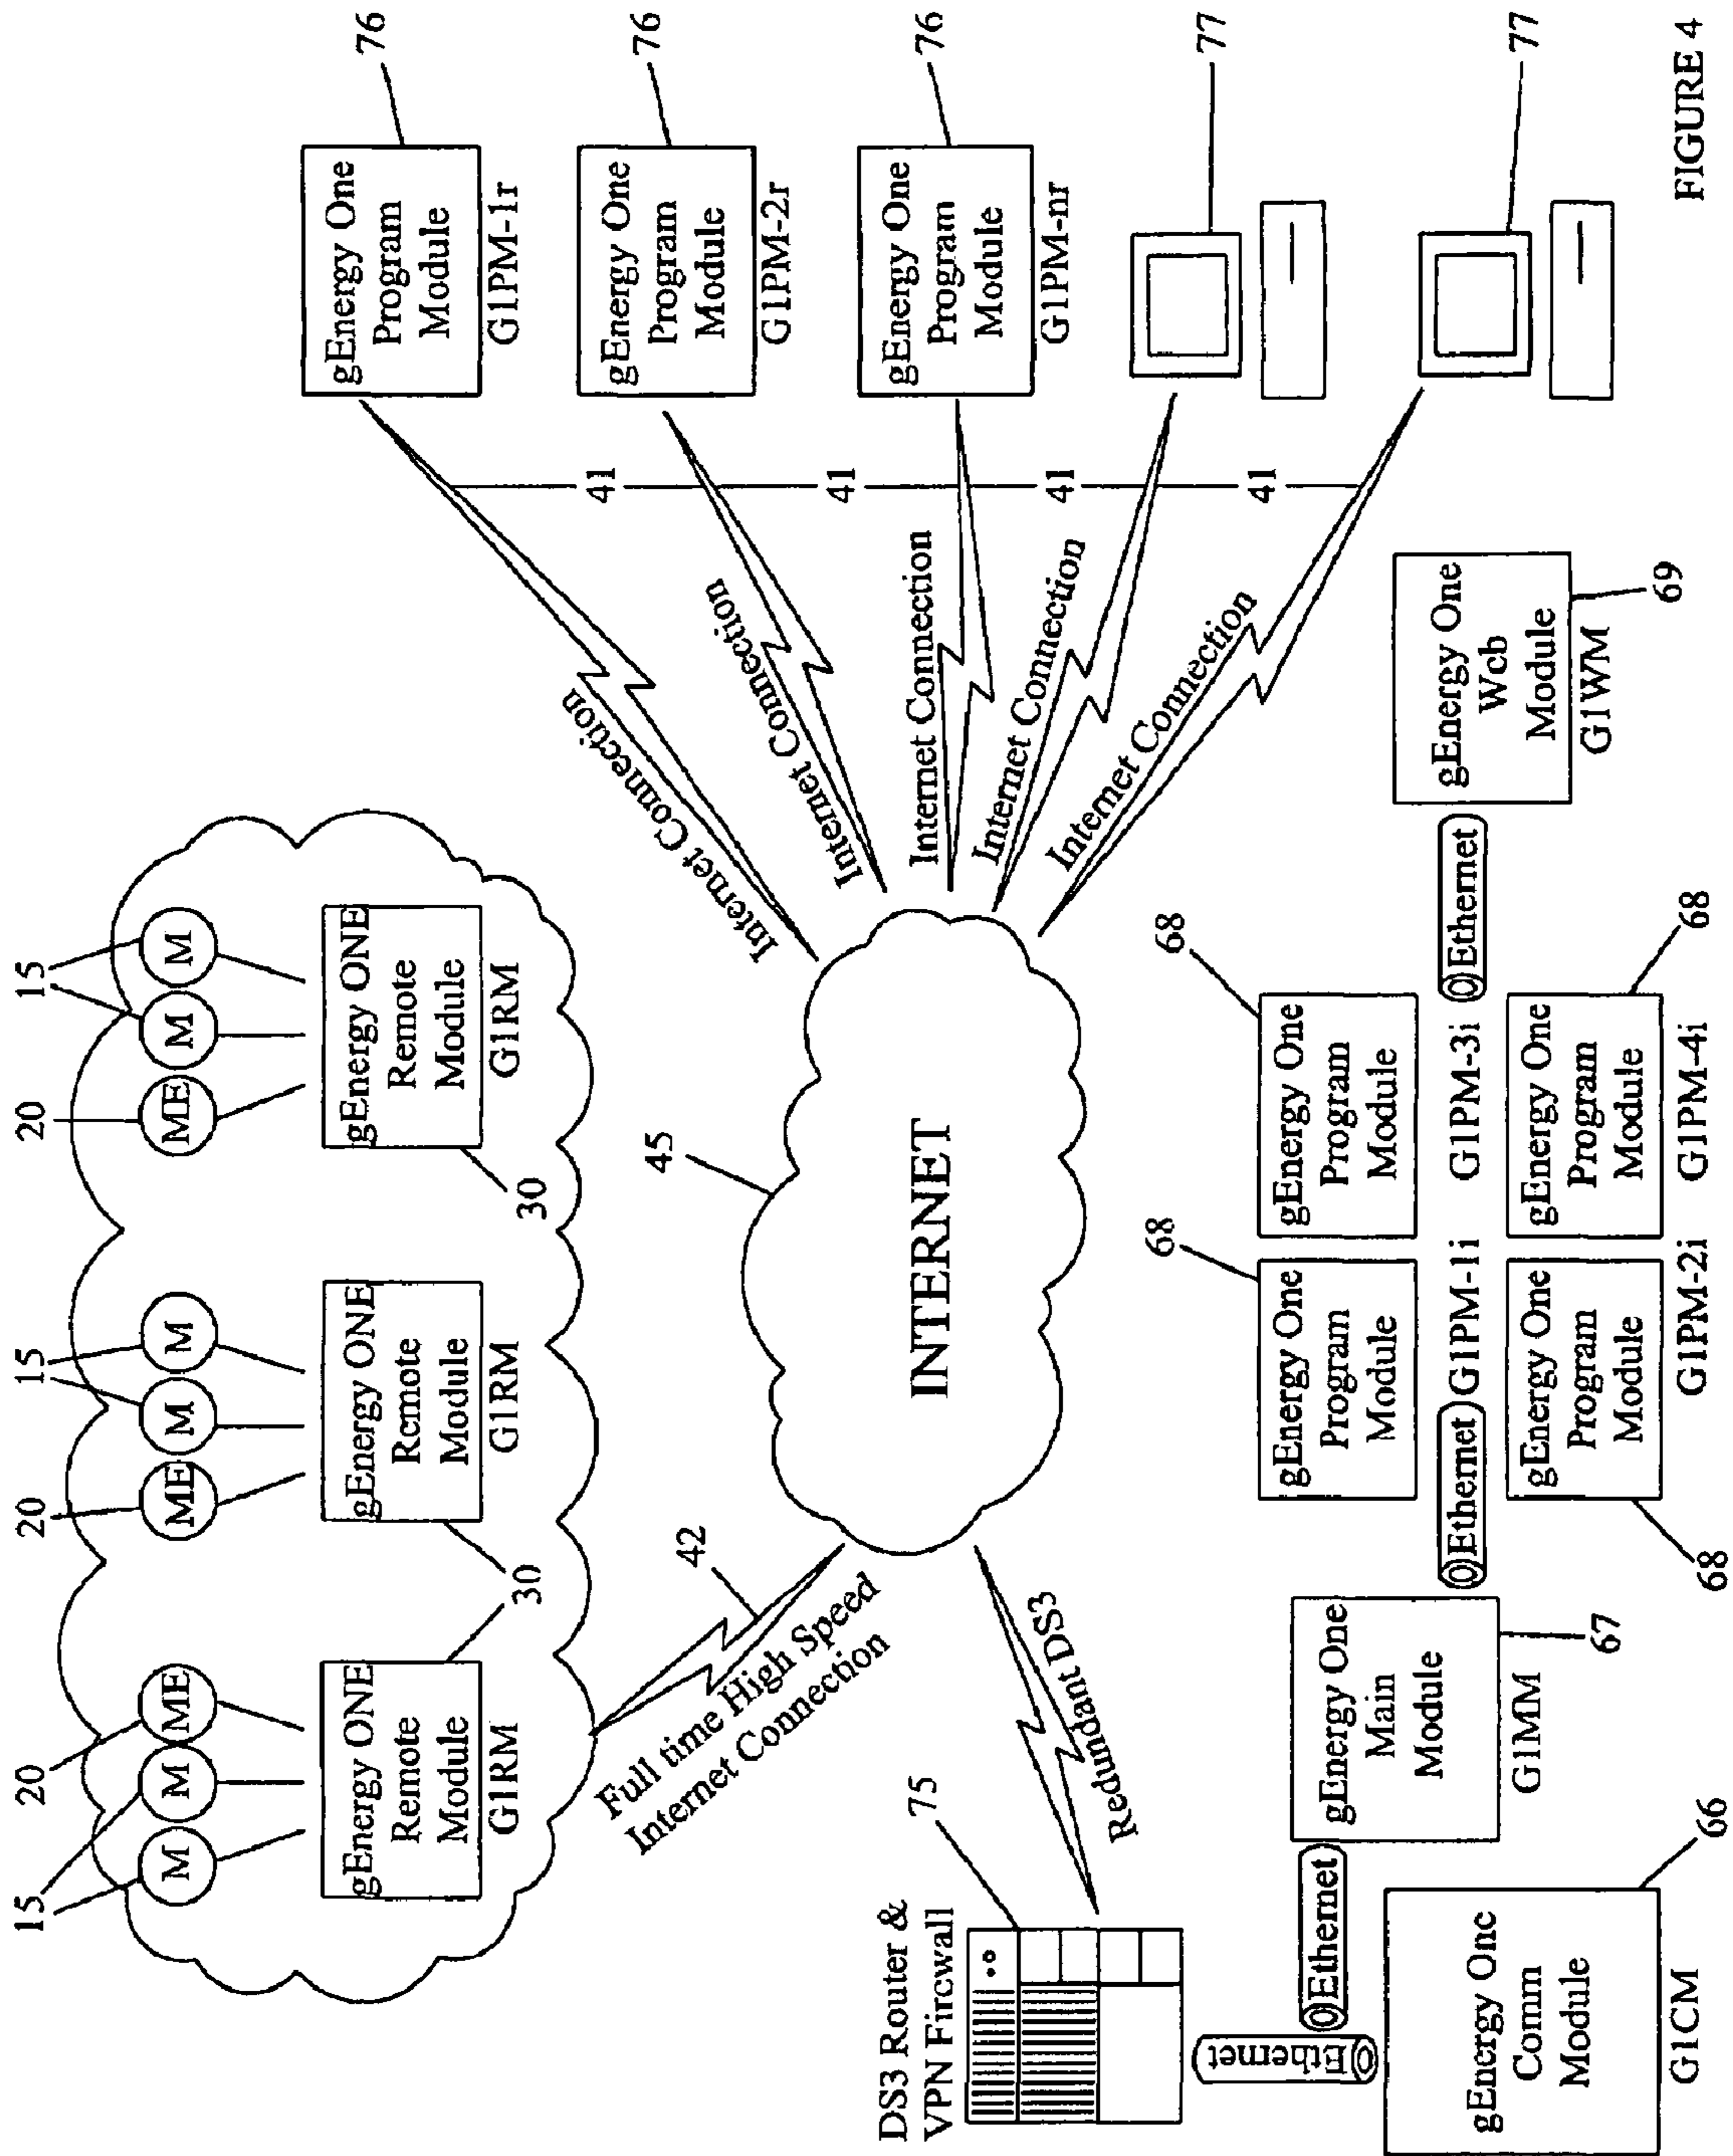 15
20
20
15
20
15
M
M
ME
ME
M
M
ME
M
M
gEnergy ONE
Remote
Module
G1RM
gEnergy ONE
Remote
Module
G1RM
gEnergy ONE
Remote
Module
G1RM
30
30
Full time High Speed
Internet Connection
42
45
INTERNET
Internet Connection
Internet Connection
Internet Connection
Internet Connection
Internet Connection
41
41
41
41
gEnergy One
Program
Module
G1PM-1r
76
gEnergy One
Program
Module
G1PM-2r
76
gEnergy One
Program
Module
G1PM-nr
76
77
77
DS3 Router &
VPN Firewall
75
Redundant DS3
Ethernet
Ethernet
gEnergy One
Comm
Module
G1CM
66
gEnergy One
Main
Module
G1MM
67
Ethernet
68
gEnergy One
Program
Module
G1PM-1i
68
gEnergy One
Program
Module
G1PM-3i
gEnergy One
Program
Module
G1PM-2i
68
gEnergy One
Program
Module
G1PM-4i
68
Ethernet
gEnergy One
Web
Module
G1WM
69
FIGURE 4